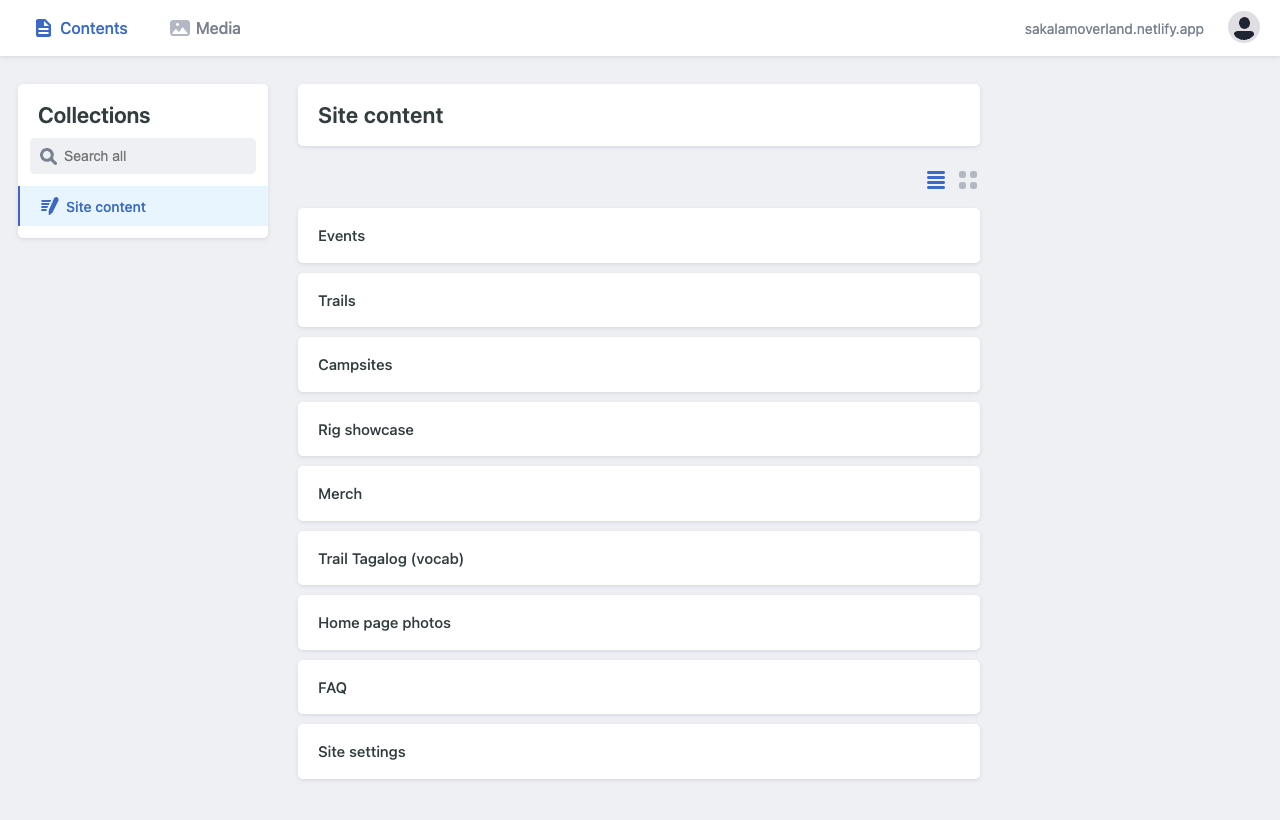 Contents
Media
sakalamoverland.netlify.app
Collections
Search all
Site content
Site content
Events
Trails
Campsites
Rig showcase
Merch
Trail Tagalog (vocab)
Home page photos
FAQ
Site settings